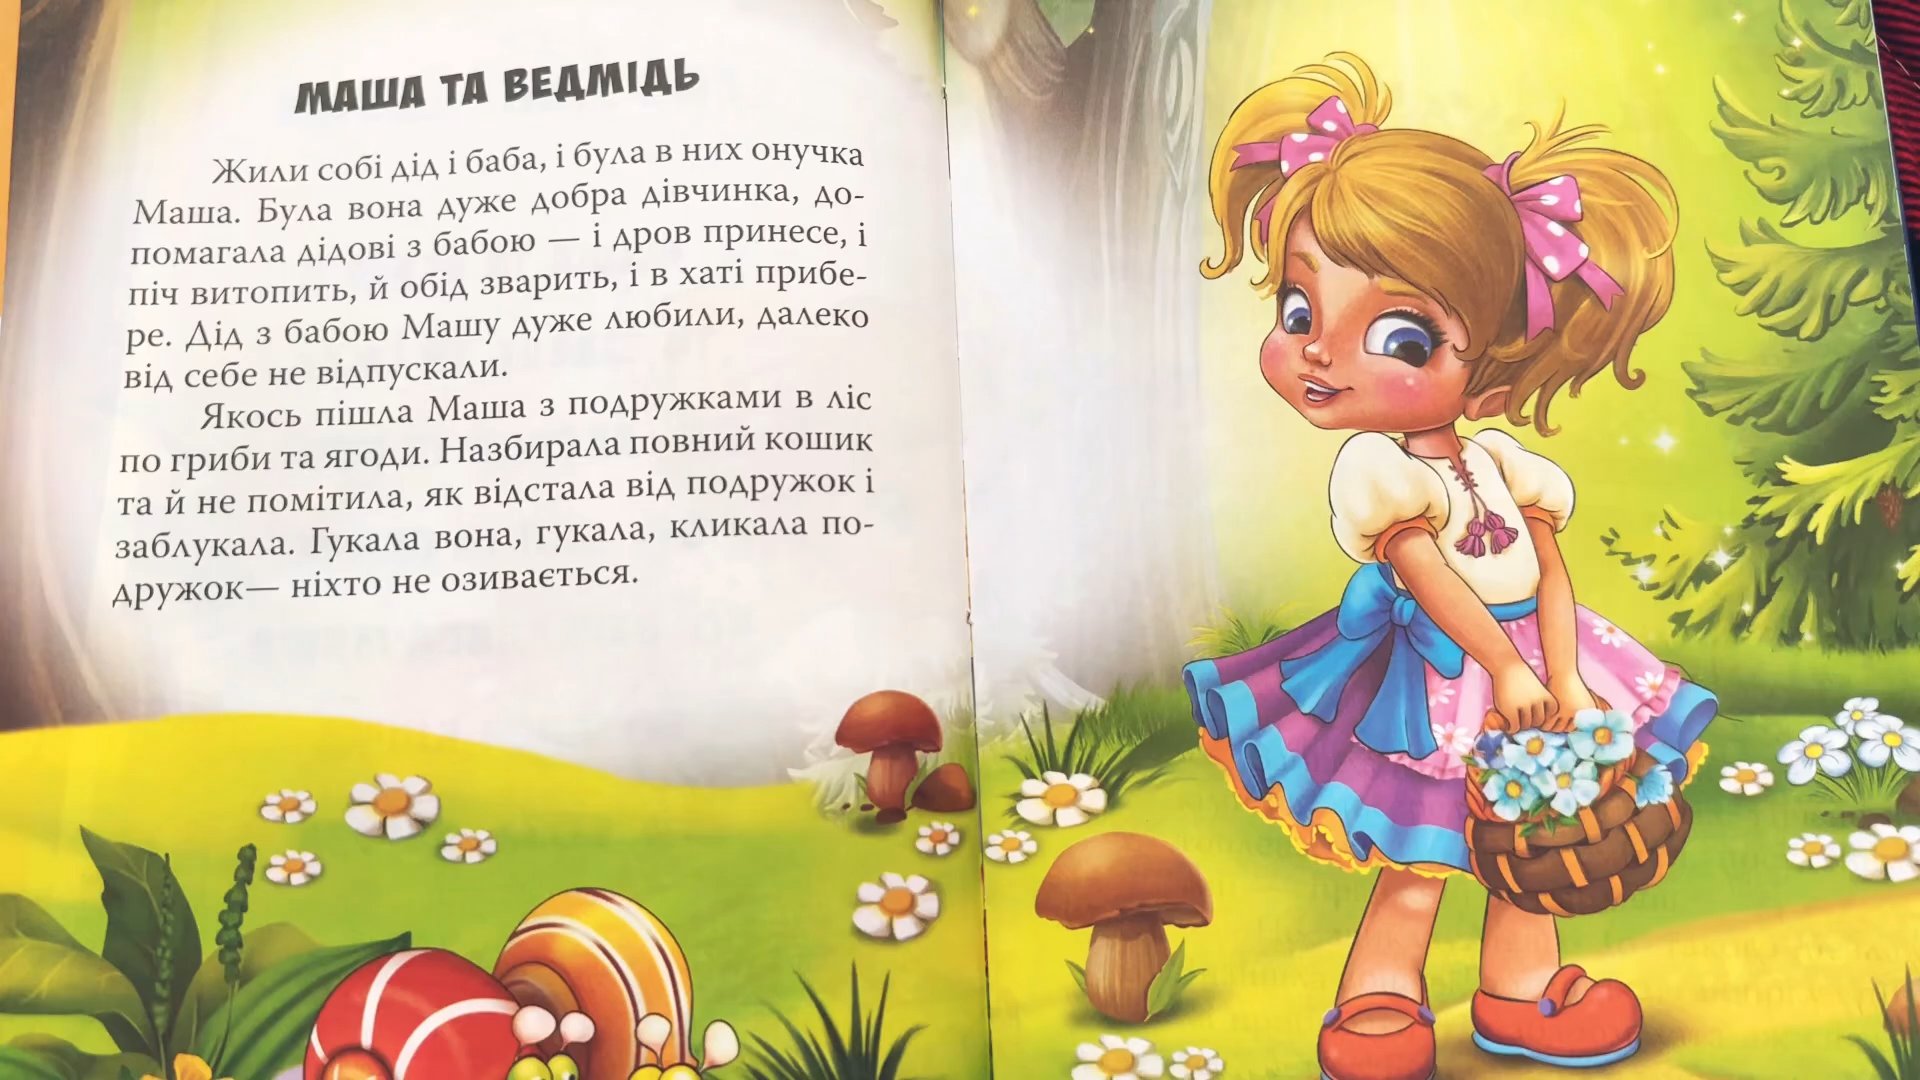 МАША ТА ВЕДМІДЬ
Жили собі дід і баба, і була в них онучка
Маша. Була вона дуже добра дівчинка, до-
помагала дідові з бабою — і дров принесе, і
піч витопить, й обід зварить, і в хаті прибе-
ре. Дід з бабою Машу дуже любили, далеко
від себе не відпускали.
Якось пішла Маша з подружками в ліс
по гриби та ягоди. Назбирала повний кошик
та й не помітила, як відстала від подружок і
заблукала. Гукала вона, гукала, кликала по-
дружок— ніхто не озивається.